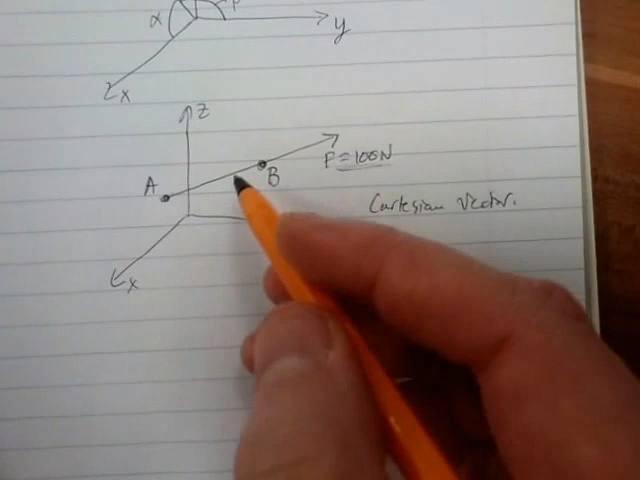 α β
y
x
z
F = 100N
A B
Cartesian Vector.
x